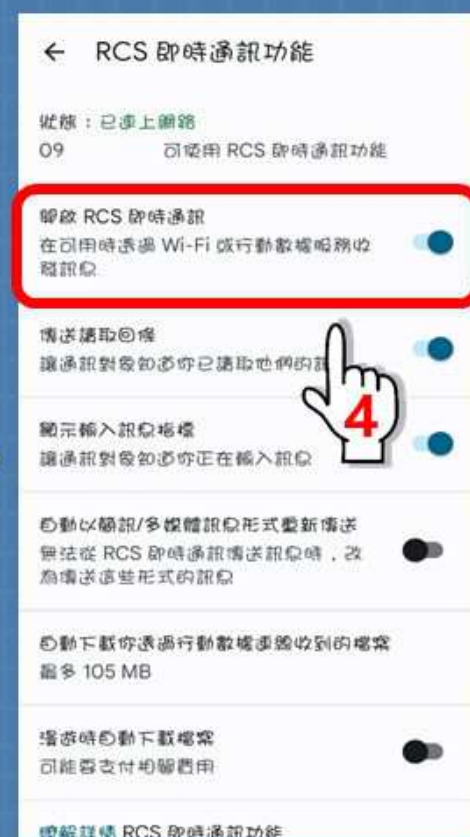 ← RCS 即時通訊功能
狀態：已連上網路
09 可使用 RCS 即時通訊功能
開啟 RCS 即時通訊
在可用時透過 Wi-Fi 或行動數據服務收
發訊息
傳送讀取回條
讓通訊對象知道你已讀取他們的訊
4
顯示輸入訊息指標
讓通訊對象知道你正在輸入訊息
自動以簡訊/多媒體訊息形式重新傳送
無法從 RCS 即時通訊傳送訊息時，改
為傳送這些形式的訊息
自動下載你透過行動數據連線收到的檔案
最多 105 MB
漫遊時自動下載檔案
可能要支付相關費用
瞭解詳情 RCS 即時通訊功能